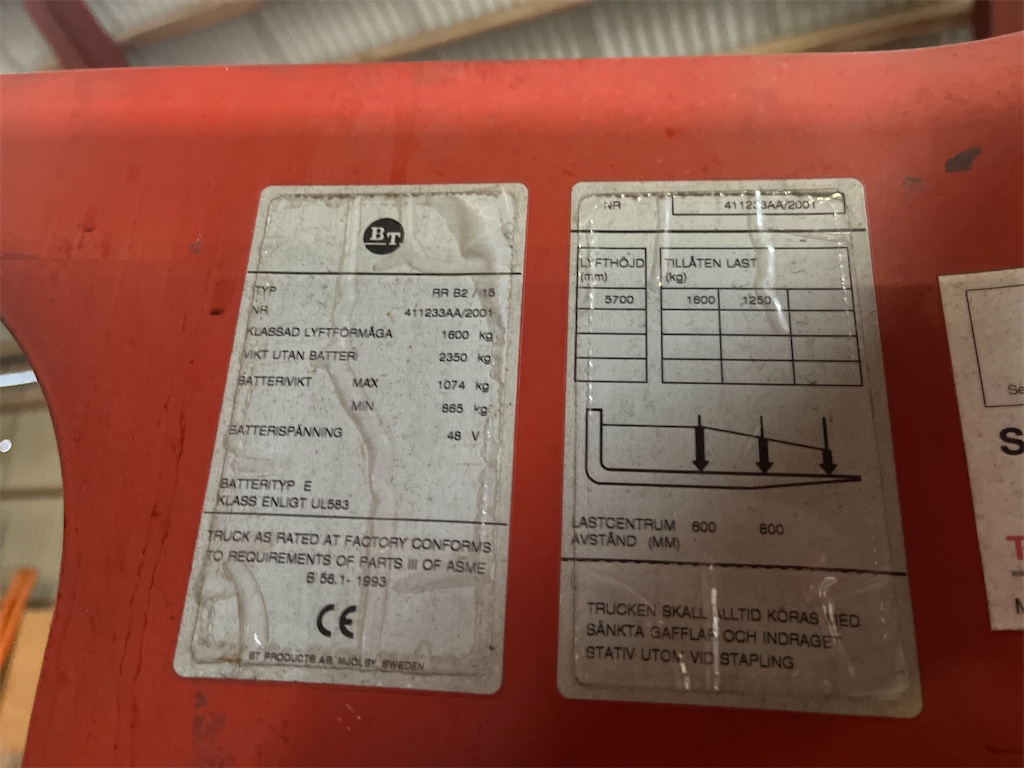 BT
TYP RR B2 / 15
NR 411233AA/2001
KLASSAD LYFTFÖRMÅGA 1600 kg
VIKT UTAN BATTERI 2350 kg
BATTERIVIKT MAX 1074 kg
MIN 865 kg
BATTERISPÄNNING 48 V
BATTERITYP E
KLASS ENLIGT UL583
TRUCK AS RATED AT FACTORY CONFORMS
TO REQUIREMENTS OF PARTS III OF ASME
B 56.1- 1993
CE
BT PRODUCTS AB, MJÖLBY, SWEDEN
NR 411233AA/2001
LYFTHÖJD TILLÅTEN LAST
(mm) (kg)
5700 1600 1250
LASTCENTRUM 600 800
AVSTÅND (MM)
TRUCKEN SKALL ALLTID KÖRAS MED
SÄNKTA GAFFLAR OCH INDRAGET
STATIV UTOM VID STAPLING